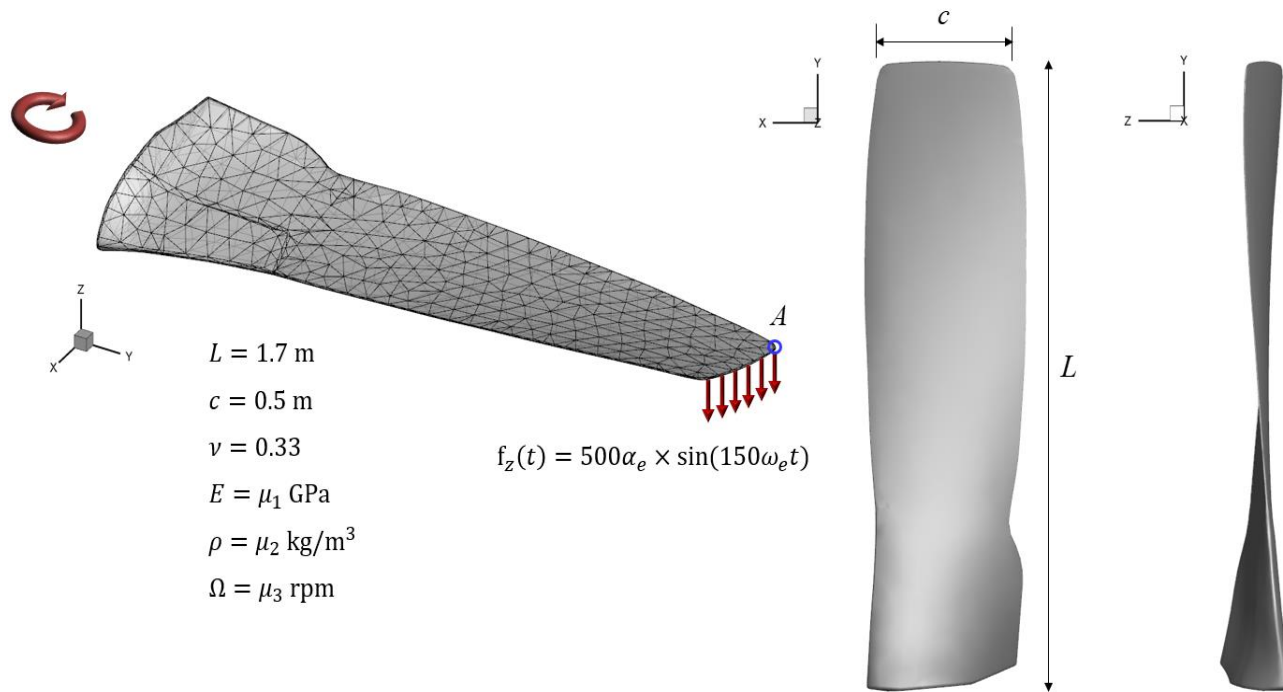 c
Y
X
Z
Y
Z
X
L
A
Z
X
Y
L = 1.7 m
c = 0.5 m
ν = 0.33
E = μ₁ GPa
ρ = μ₂ kg/m³
Ω = μ₃ rpm
f_z(t) = 500α_e × sin(150ω_e t)